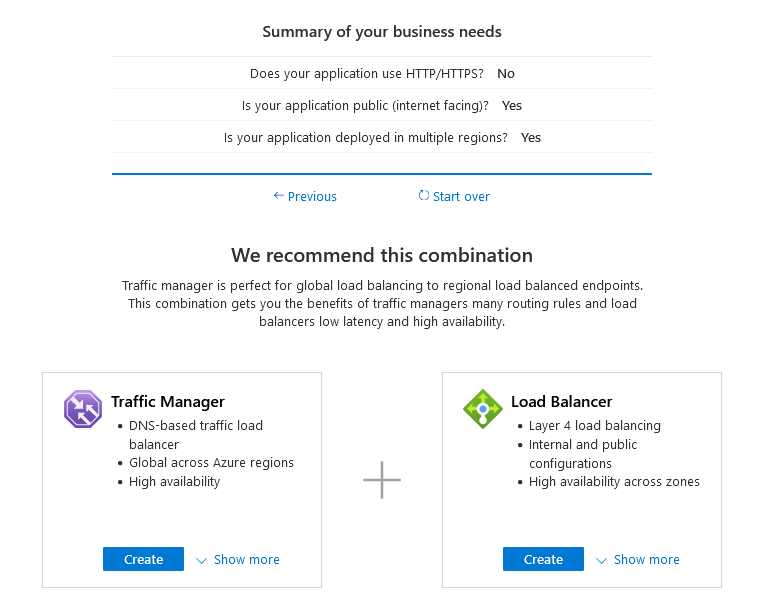 Summary of your business needs
Does your application use HTTP/HTTPS? No
Is your application public (internet facing)? Yes
Is your application deployed in multiple regions? Yes
Previous
Start over
We recommend this combination
Traffic manager is perfect for global load balancing to regional load balanced endpoints.
This combination gets you the benefits of traffic managers many routing rules and load
balancers low latency and high availability.
Traffic Manager
• DNS-based traffic load
balancer
• Global across Azure regions
• High availability
Create
Show more
Load Balancer
• Layer 4 load balancing
• Internal and public
configurations
• High availability across zones
Create
Show more